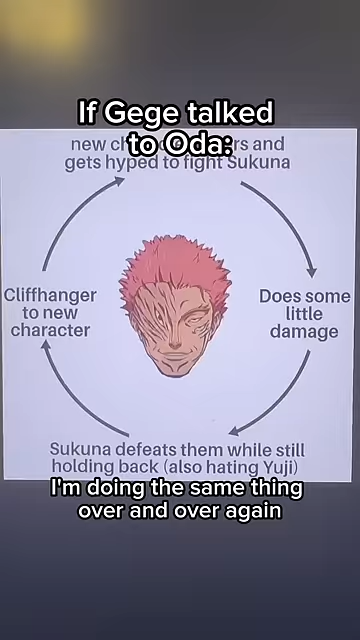 If Gege talked
to Oda:
new and
gets hyped to fight Sukuna
Cliffhanger
to new
character
Does some
little
damage
Sukuna defeats them while still
holding back (also hating Yuji)
I'm doing the same thing
over and over again